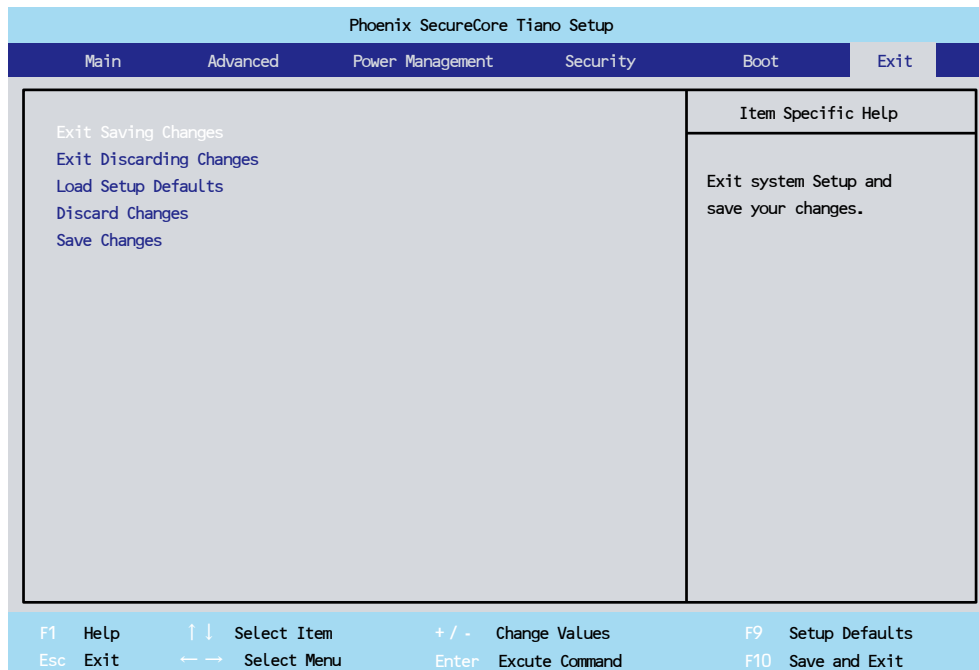 Phoenix SecureCore Tiano Setup
Main Advanced Power Management Security Boot Exit
Exit Saving Changes
Exit Discarding Changes
Load Setup Defaults
Discard Changes
Save Changes
Item Specific Help
Exit system Setup and
save your changes.
F1 Help ↑ ↓ Select Item + / - Change Values F9 Setup Defaults
Esc Exit ← → Select Menu Enter Excute Command F10 Save and Exit